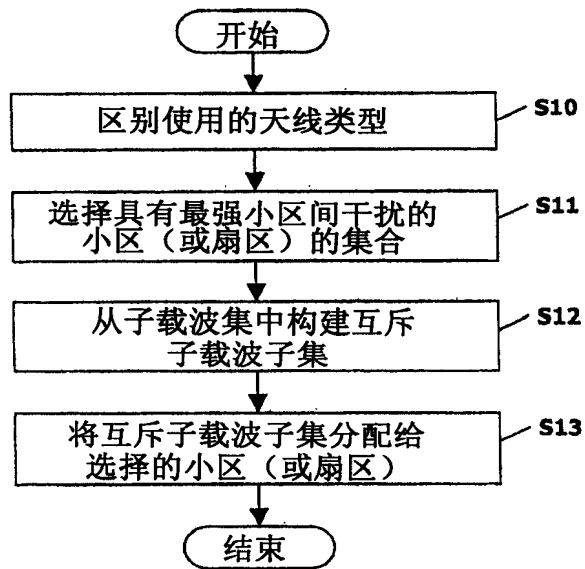 开始
区别使用的天线类型
S10
选择具有最强小区间干扰的
小区（或扇区）的集合
S11
从子载波集中构建互斥
子载波子集
S12
将互斥子载波子集分配给
选择的小区（或扇区）
S13
结束